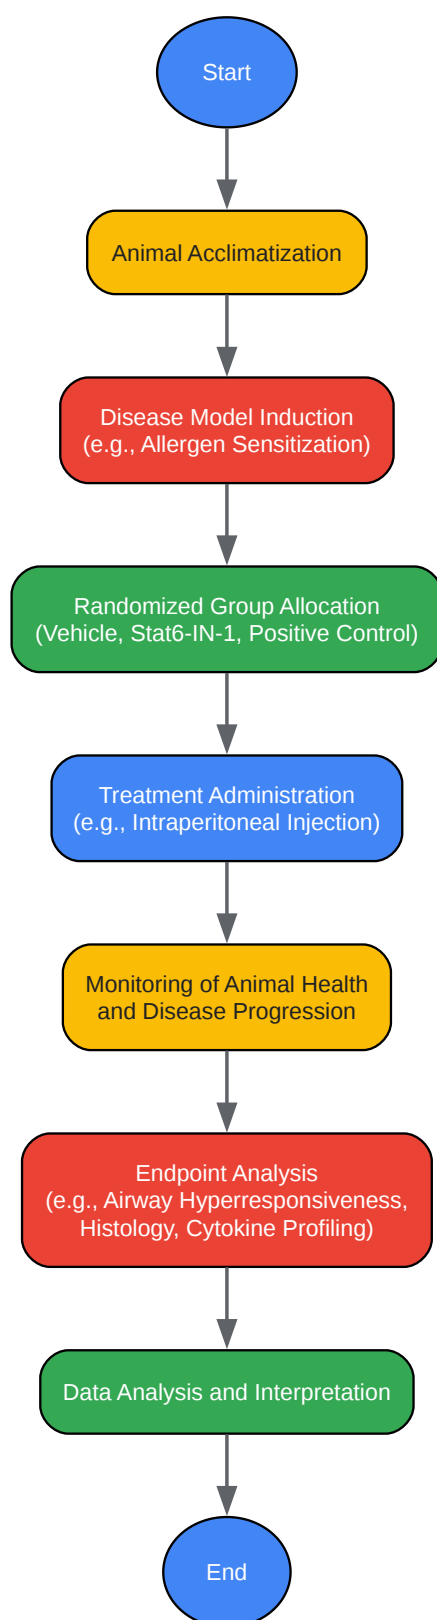 Start
Animal Acclimatization
Disease Model Induction
(e.g., Allergen Sensitization)
Randomized Group Allocation
(Vehicle, Stat6-IN-1, Positive Control)
Treatment Administration
(e.g., Intraperitoneal Injection)
Monitoring of Animal Health
and Disease Progression
Endpoint Analysis
(e.g., Airway Hyperresponsiveness,
Histology, Cytokine Profiling)
Data Analysis and Interpretation
End